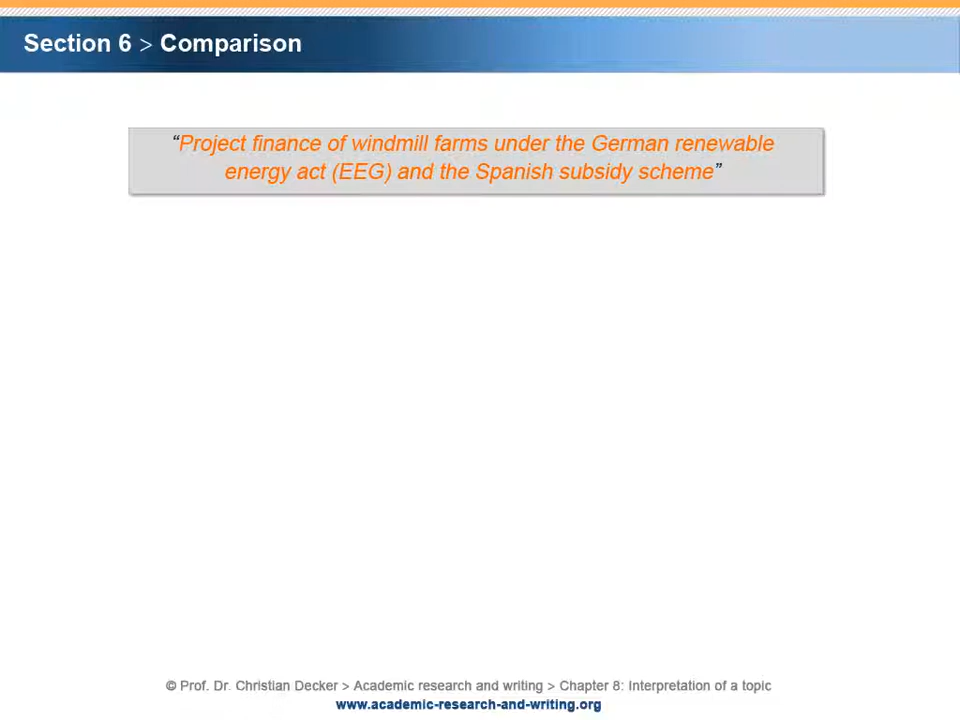 Section 6 > Comparison
“Project finance of windmill farms under the German renewable
energy act (EEG) and the Spanish subsidy scheme”
© Prof. Dr. Christian Decker > Academic research and writing > Chapter 8: Interpretation of a topic
www.academic-research-and-writing.org